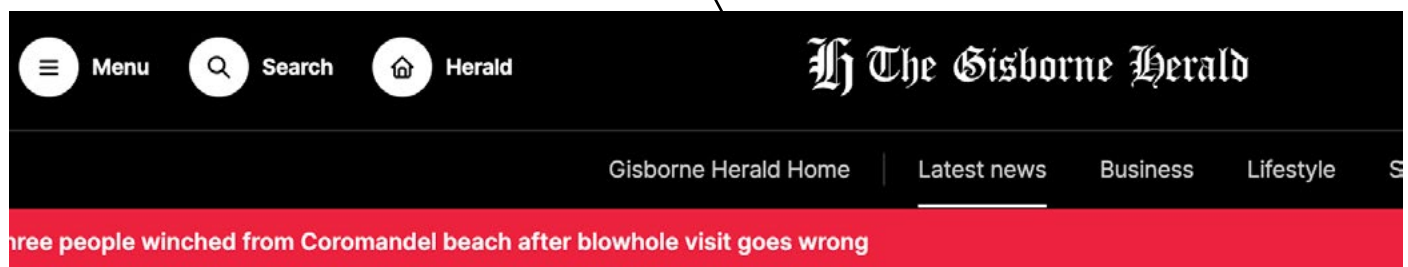 Menu Search Herald The Gisborne Herald
Gisborne Herald Home Latest news Business Lifestyle
people winched from Coromandel beach after blowhole visit goes wrong